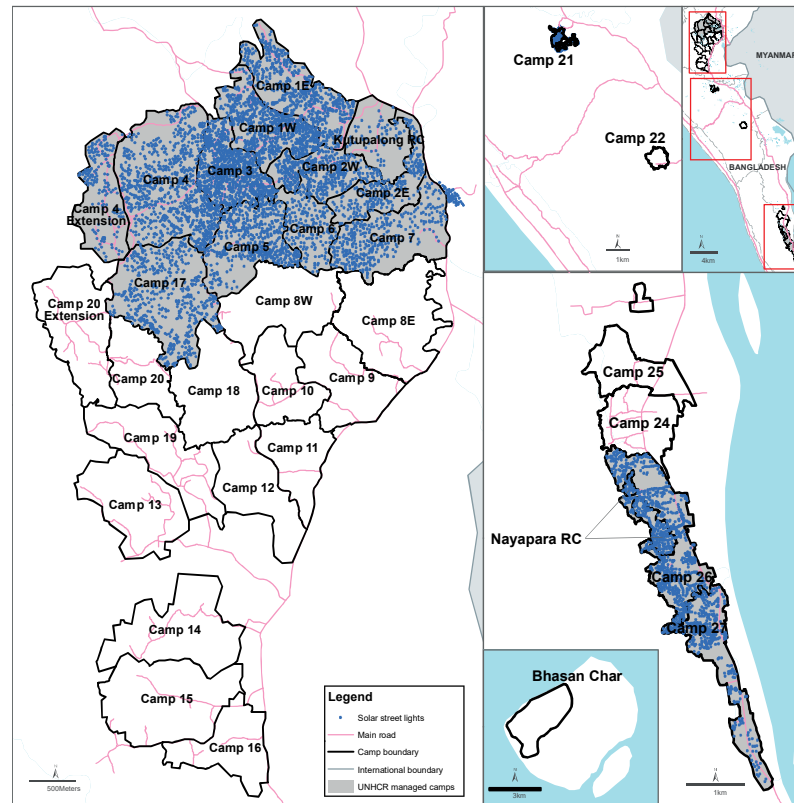 Camp 1E
Camp 1W
Kutupalong RC
Camp 3
Camp 2W
Camp 4
Camp 2E
Camp 4
Extension
Camp 6
Camp 5
Camp 7
Camp 17
Camp 20
Extension
Camp 8W
Camp 8E
Camp 20
Camp 18
Camp 10
Camp 9
Camp 19
Camp 11
Camp 12
Camp 13
Camp 14
Camp 15
Camp 16
N
500Meters
Legend
Solar street lights
Main road
Camp boundary
International boundary
UNHCR managed camps
Camp 21
Camp 22
N
1km
MYANMAR
BANGLADESH
N
4km
Camp 25
Camp 24
Nayapara RC
Camp 26
Camp 27
N
1km
Bhasan Char
N
3km